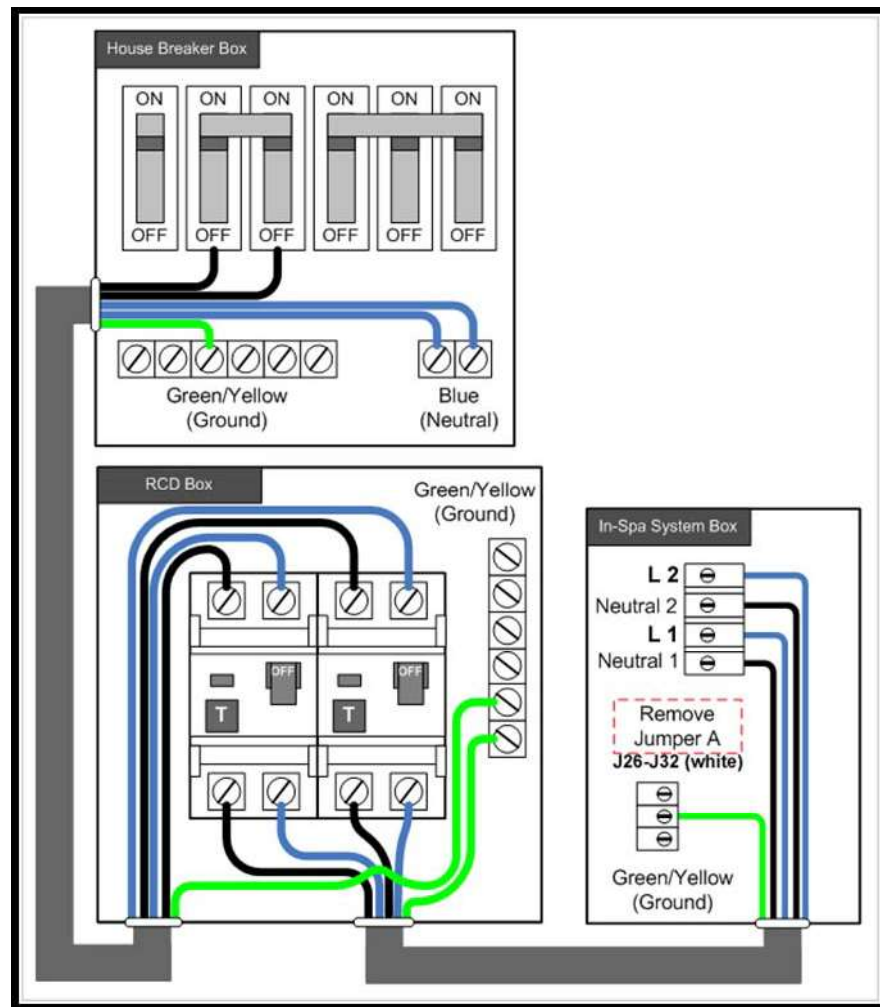 House Breaker Box
ON ON ON ON ON ON
OFF OFF OFF OFF OFF OFF
Green/Yellow
(Ground)
Blue
(Neutral)
RCD Box
Green/Yellow
(Ground)
OFF OFF
T T
In-Spa System Box
L 2
Neutral 2
L 1
Neutral 1
Remove
Jumper A
J26-J32 (white)
Green/Yellow
(Ground)